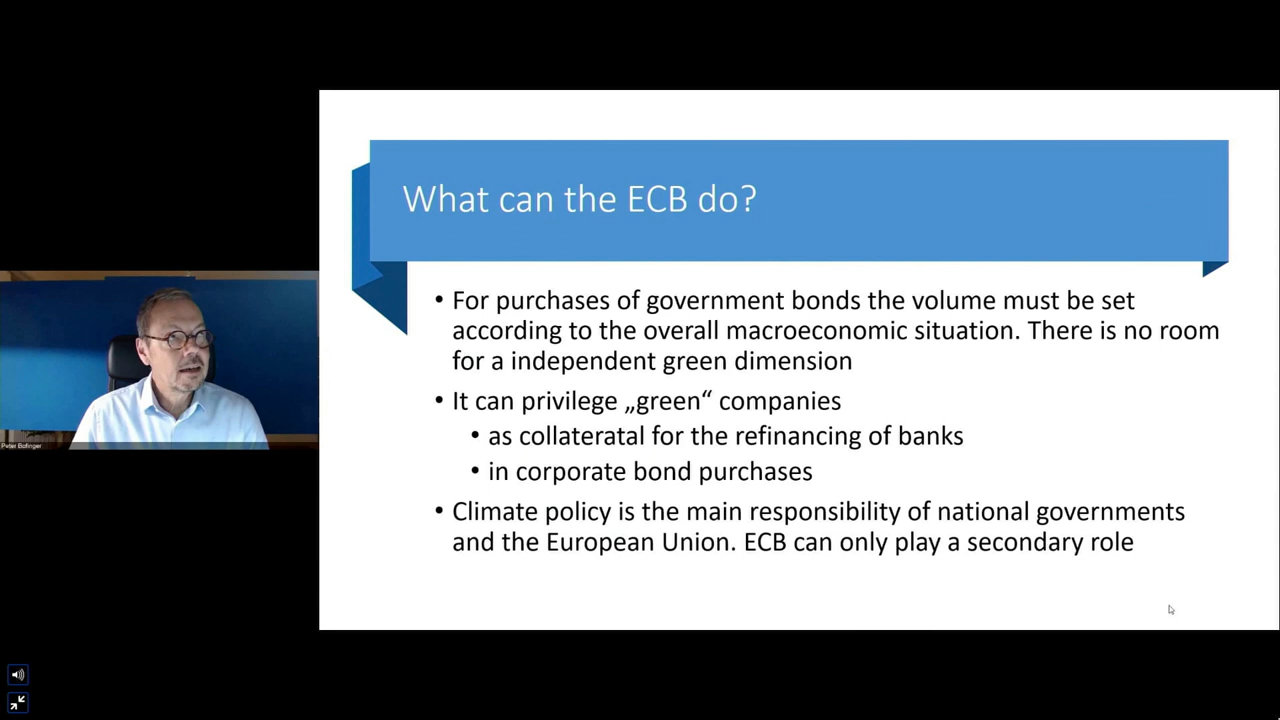 What can the ECB do?
• For purchases of government bonds the volume must be set
according to the overall macroeconomic situation. There is no room
for a independent green dimension
• It can privilege „green“ companies
• as collateratal for the refinancing of banks
• in corporate bond purchases
• Climate policy is the main responsibility of national governments
and the European Union. ECB can only play a secondary role
Peter Bofinger